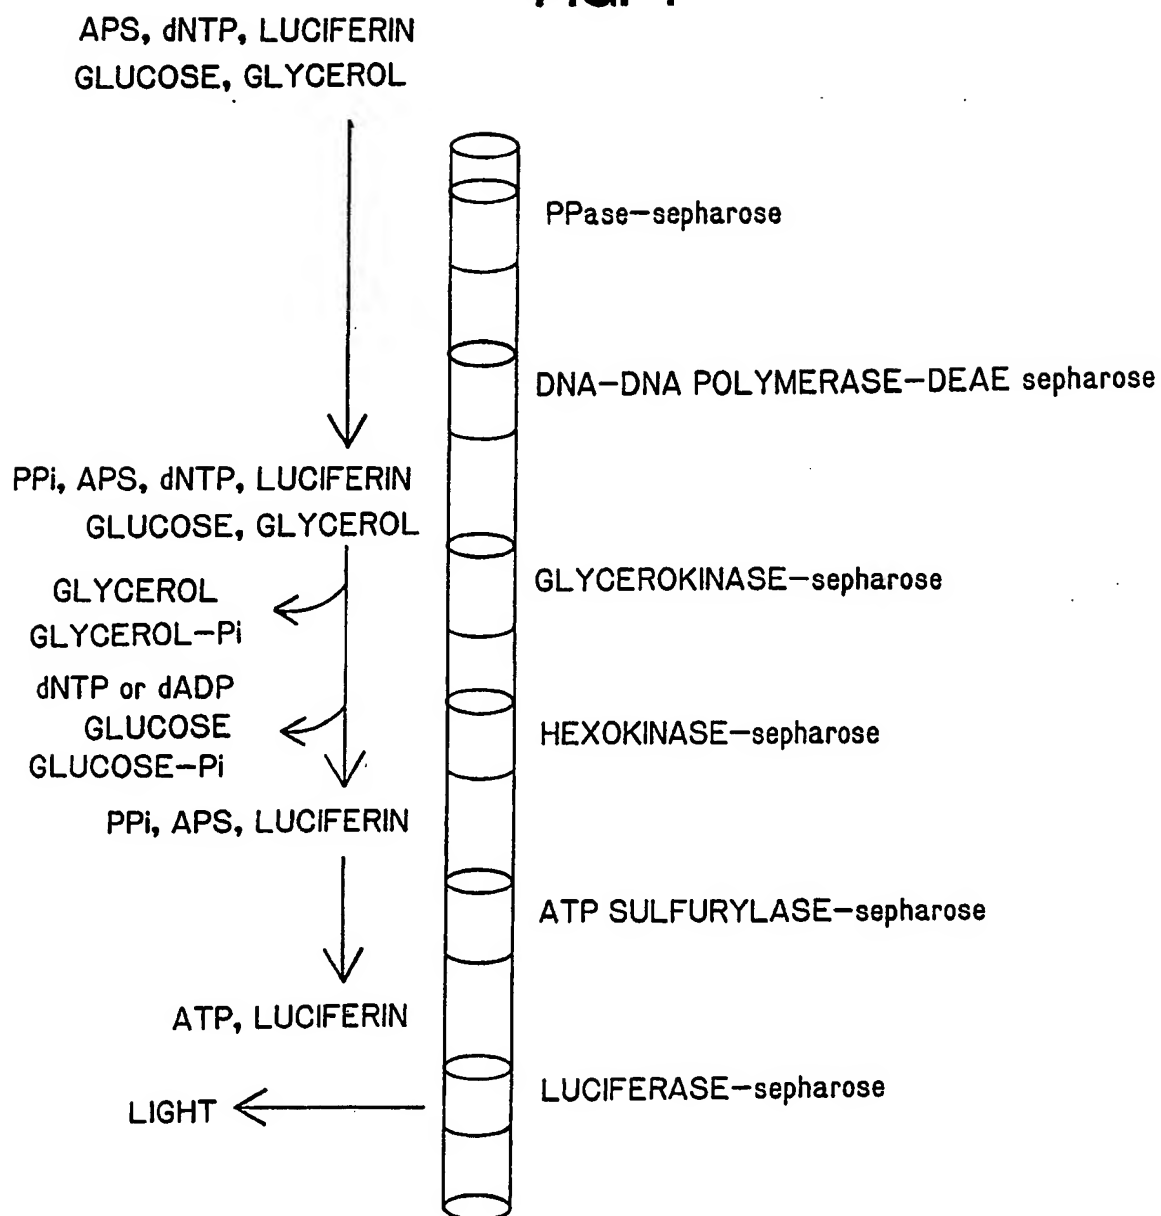 APS, dNTP, LUCIFERIN
GLUCOSE, GLYCEROL
PPase-sepharose
DNA-DNA POLYMERASE-DEAE sepharose
PPi, APS, dNTP, LUCIFERIN
GLUCOSE, GLYCEROL
GLYCEROKINASE-sepharose
GLYCEROL
GLYCEROL-Pi
dNTP or dADP
GLUCOSE
GLUCOSE-Pi
HEXOKINASE-sepharose
PPi, APS, LUCIFERIN
ATP SULFURYLASE-sepharose
ATP, LUCIFERIN
LUCIFERASE-sepharose
LIGHT